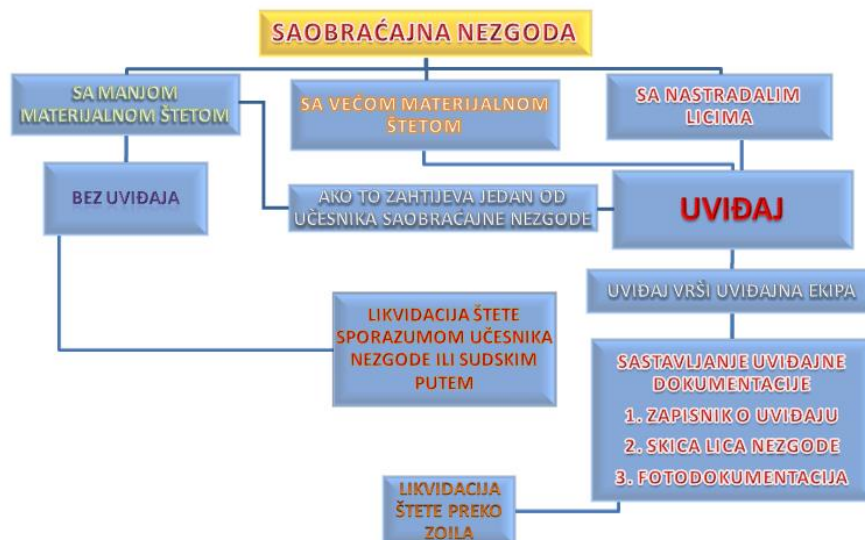 SAOBRAĆAJNA NEZGODA
SA MANJOM
MATERIJALNOM ŠTETOM
SA VEĆOM MATERIJALNOM
ŠTETOM
SA NASTRADALIM
LICIMA
BEZ UVIĐAJA
AKO TO ZAHTIJEVA JEDAN OD
UČESNIKA SAOBRAĆAJNE NEZGODE
UVIĐAJ
UVIĐAJ VRŠI UVIĐAJNA EKIPA
LIKVIDACIJA ŠTETE
SPORAZUMOM UČESNIKA
NEZGODE ILI SUDSKIM
PUTEM
SASTAVLJANJE UVIĐAJNE
DOKUMENTACIJE
1. ZAPISNIK O UVIĐAJU
2. SKICA LICA NEZGODE
3. FOTODOKUMENTACIJA
LIKVIDACIJA
ŠTETE PREKO
ZOILA